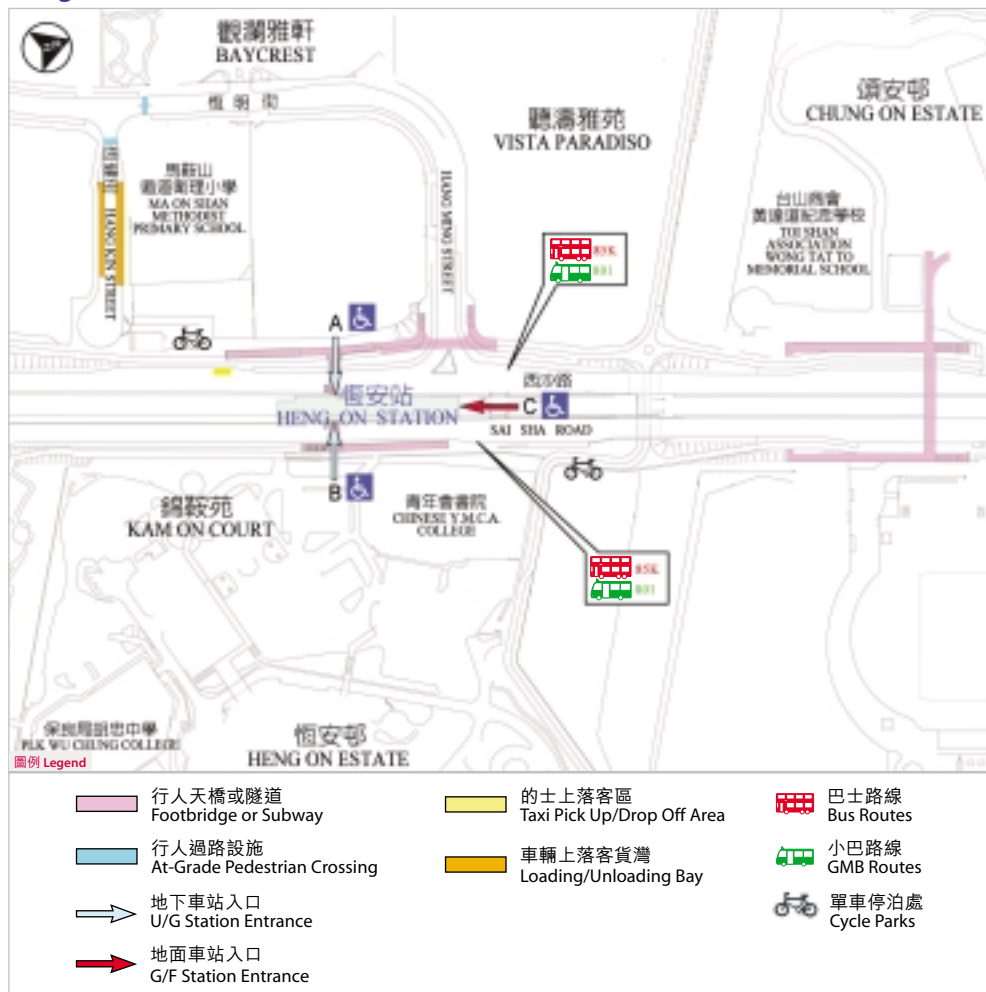 觀瀾雅軒
BAYCREST
恆明街
聽濤雅苑
VISTA PARADISO
頌安邨
CHUNG ON ESTATE
馬鞍山
循道衛理小學
MA ON SHAN
METHODIST
PRIMARY SCHOOL
HANG KIN STREET
HANG MING STREET
台山商會
黃達道紀念學校
TOI SHAN
ASSOCIATION
WONG TAT TO
MEMORIAL SCHOOL
89K
801
A
恆安站
HENG ON STATION
西沙路
C
SAI SHA ROAD
B
錦鞍苑
KAM ON COURT
青年會書院
CHINESE Y.M.C.A.
COLLEGE
85K
801
保良局胡忠中學
PLK WU CHUNG COLLEGE
恆安邨
HENG ON ESTATE
圖例 Legend
行人天橋或隧道
Footbridge or Subway
行人過路設施
At-Grade Pedestrian Crossing
地下車站入口
U/G Station Entrance
地面車站入口
G/F Station Entrance
的士上落客區
Taxi Pick Up/Drop Off Area
車輛上落客貨灣
Loading/Unloading Bay
巴士路線
Bus Routes
小巴路線
GMB Routes
單車停泊處
Cycle Parks